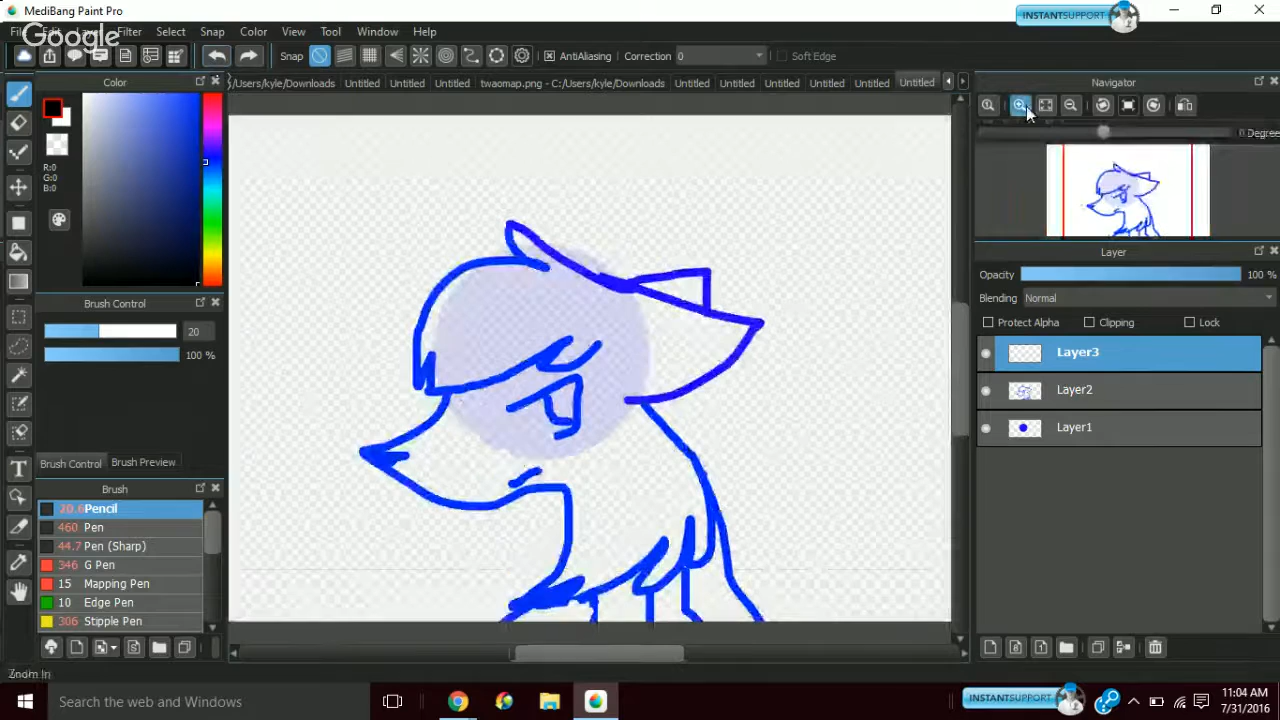 MediBang Paint Pro
INSTANTSUPPORT
File Edit Layer Filter Select Snap Color View Tool Window Help
Google
Snap AntiAliasing Correction 0 Soft Edge
Color
/Users/kyle/Downloads Untitled Untitled Untitled twaomap.png - C:/Users/kyle/Downloads Untitled Untitled Untitled Untitled Untitled Untitled
Navigator
0 Degree
R:0
G:0
B:0
Layer
Opacity 100 %
Blending Normal
Protect Alpha Clipping Lock
Brush Control
20
100 %
Layer3
Layer2
Layer1
Brush Control Brush Preview
Brush
20.6 Pencil
460 Pen
44.7 Pen (Sharp)
346 G Pen
15 Mapping Pen
10 Edge Pen
306 Stipple Pen
T
Zoom In
Search the web and Windows
INSTANTSUPPORT
11:04 AM
7/31/2016